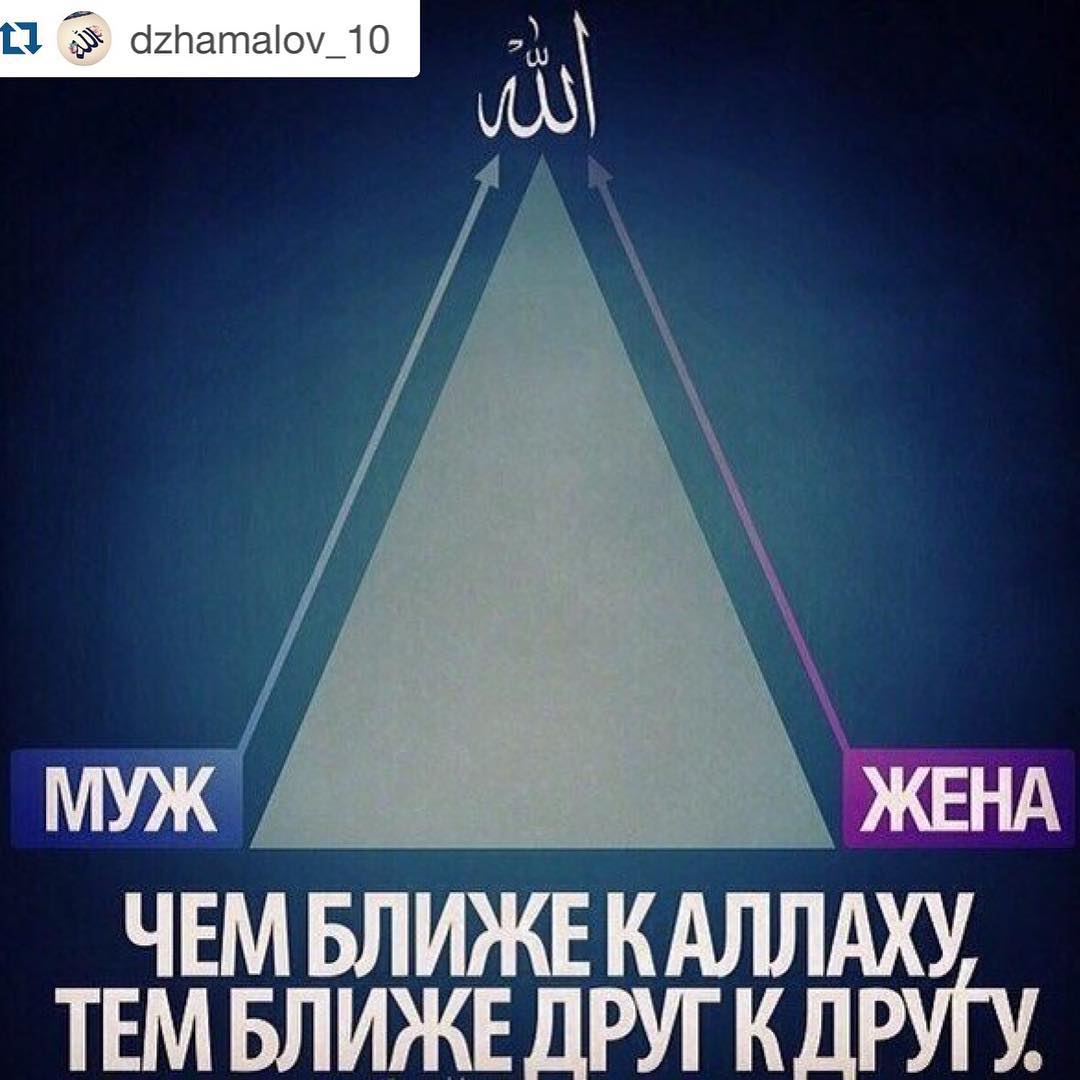 dzhamalov_10
الله
МУЖ
ЖЕНА
ЧЕМ БЛИЖЕ К АЛЛАХУ,
ТЕМ БЛИЖЕ ДРУГ К ДРУГУ.